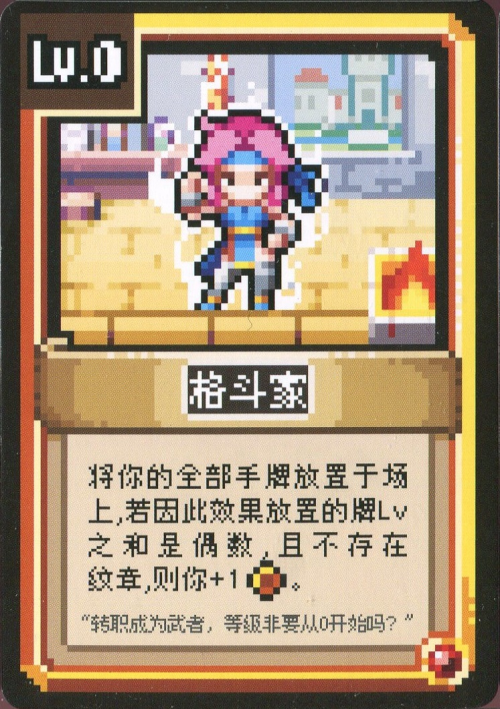 Lv.0
格斗家
将你的全部手牌放置于场
上,若因此效果放置的牌Lv
之和是偶数,且不存在
纹章,则你+1。
“转职成为武者，等级非要从0开始吗？”